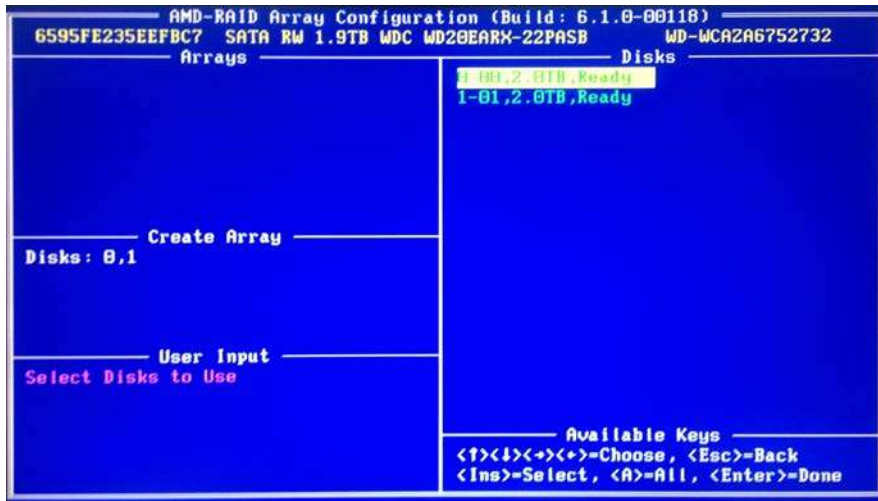 AMD-RAID Array Configuration (Build: 6.1.0-00118)
6595FE235EEFBC7 SATA RW 1.9TB WDC WD20EARX-22PASB WD-WCAZA6752732
Arrays
Disks
0-00,2.0TB,Ready
1-01,2.0TB,Ready
Create Array
Disks: 0,1
User Input
Select Disks to Use
Available Keys
<↑><↓><→><←>=Choose, <Esc>=Back
<Ins>=Select, <A>=All, <Enter>=Done